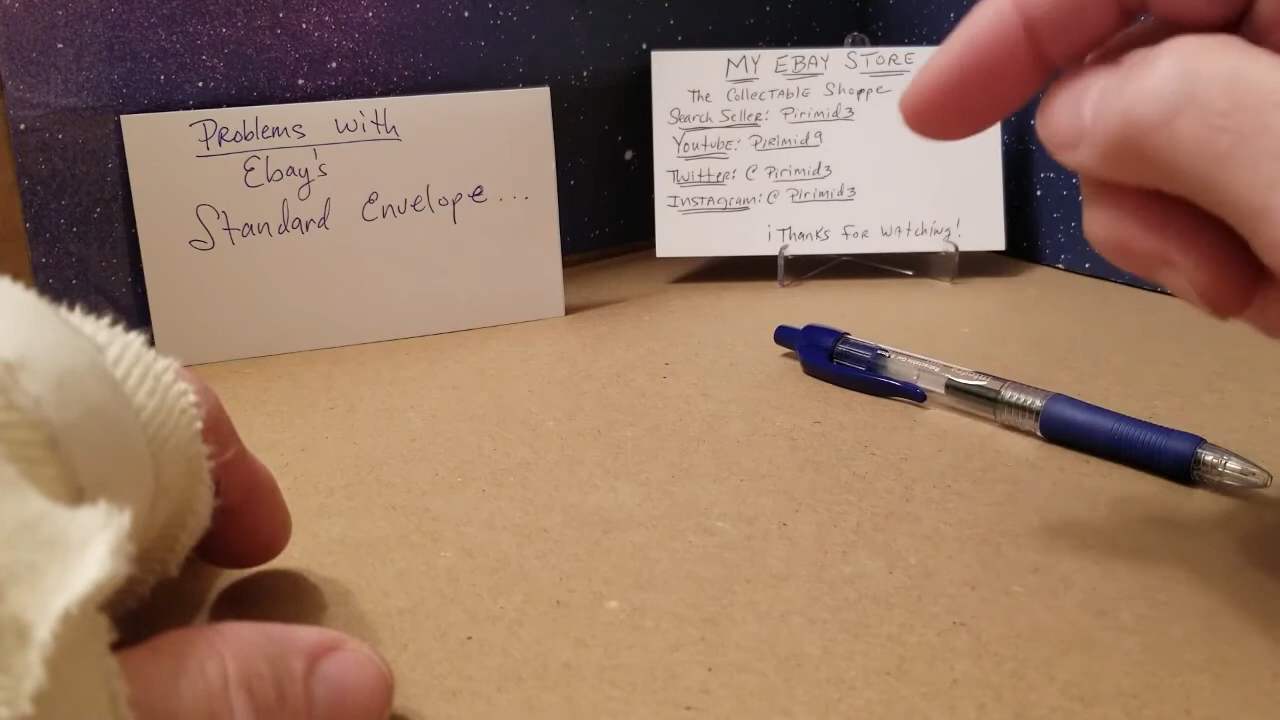 Problems with
Ebay's
Standard Envelope...
MY EBAY STORE
The CollecTABle Shoppe
Search Seller: Pirimid3
Youtube: Pirimid9
Twitter: @ Pirimid3
INSTAgram: @ Pirimid3
¡Thanks For WAtching!